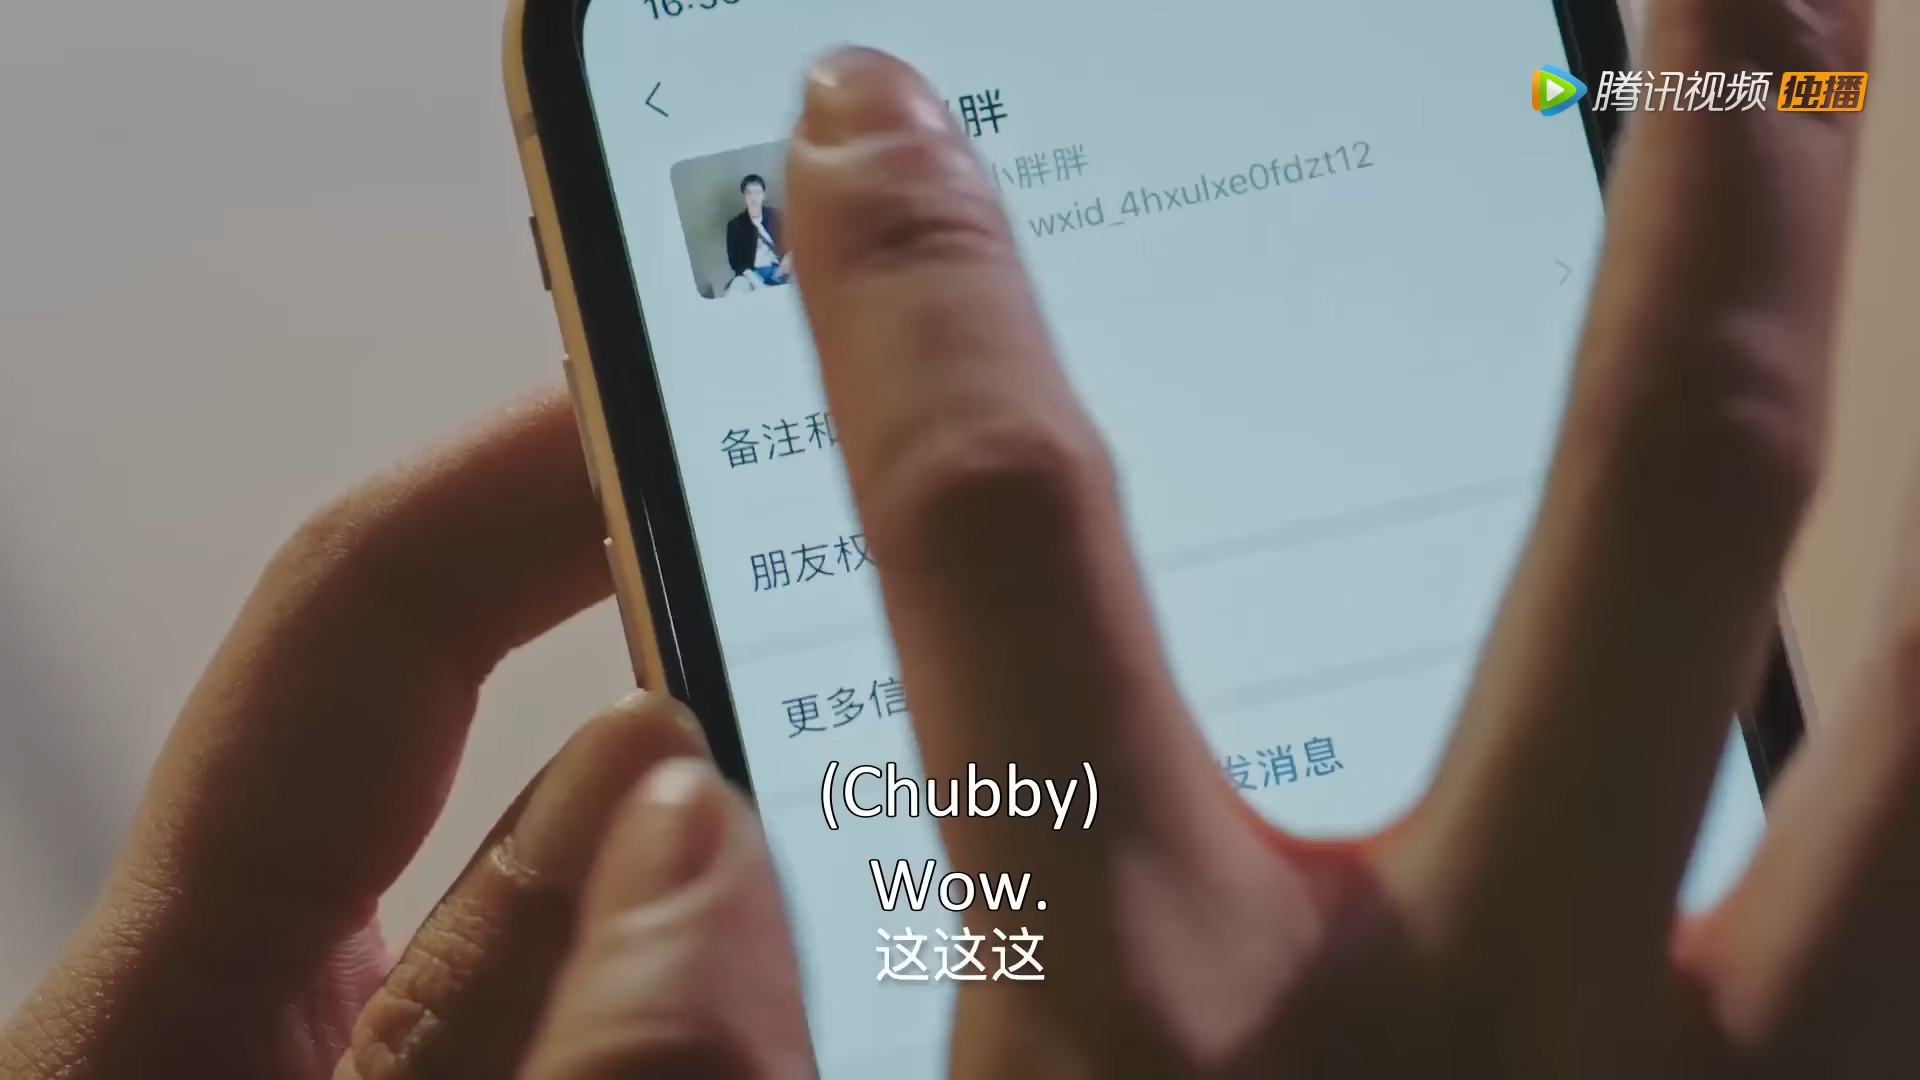 腾讯视频 独播
胖
小胖胖
wxid_4hxulxe0fdzt12
备注和
朋友权
更多信
发消息
(Chubby)
Wow.
这这这